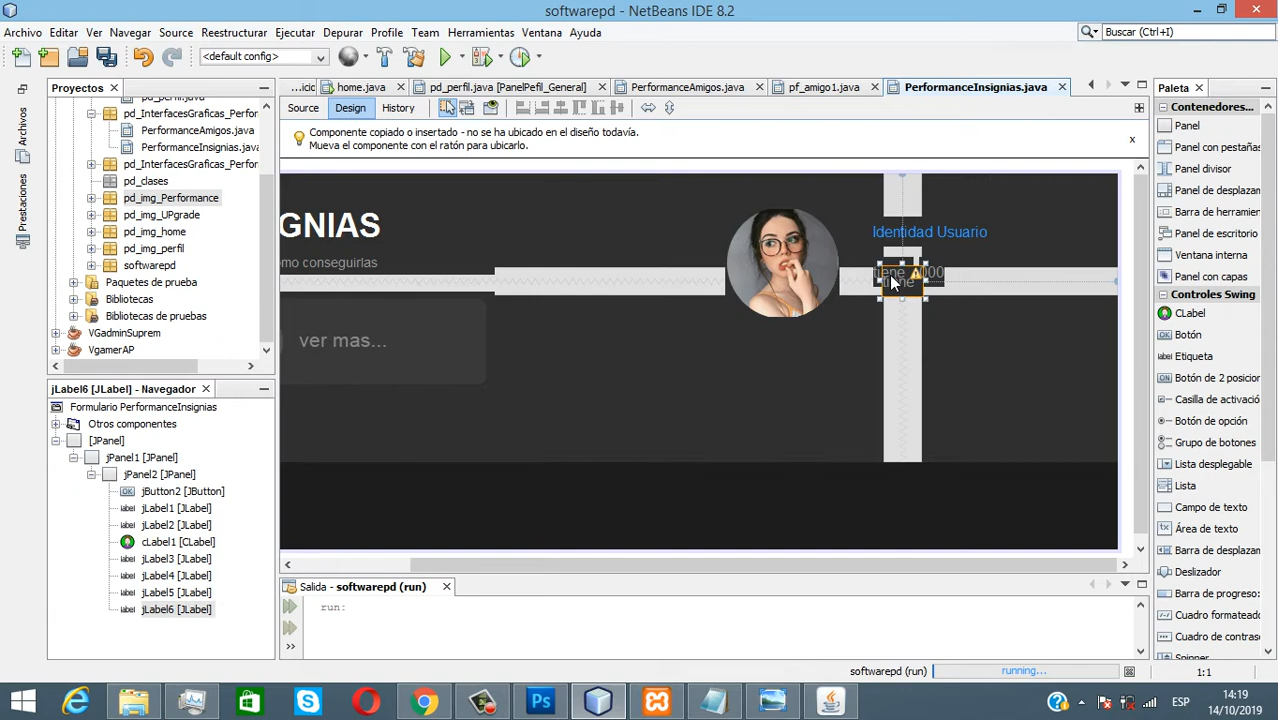 softwarepd - NetBeans IDE 8.2
Archivo Editar Ver Navegar Source Reestructurar Ejecutar Depurar Profile Team Herramientas Ventana Ayuda
Buscar (Ctrl+I)
<default config>
Proyectos
home.java
pd_perfil.java [PanelPefil_General]
PerformanceAmigos.java
pf_amigo1.java
PerformanceInsignias.java
Paleta
Source Design History
Componente copiado o insertado - no se ha ubicado en el diseño todavía.
Mueva el componente con el ratón para ubicarlo.
Archivos
Prestaciones
pd_InterfacesGraficas_Perfor
PerformanceAmigos.java
PerformanceInsignias.java
pd_InterfacesGraficas_Perfor
pd_clases
pd_img_Performance
pd_img_UPgrade
pd_img_home
pd_img_perfil
softwarepd
Paquetes de prueba
Bibliotecas
Bibliotecas de pruebas
VGadminSuprem
VgamerAP
jLabel6 [JLabel] - Navegador
Formulario PerformanceInsignias
Otros componentes
[JPanel]
jPanel1 [JPanel]
jPanel2 [JPanel]
jButton2 [JButton]
jLabel1 [JLabel]
jLabel2 [JLabel]
cLabel1 [CLabel]
jLabel3 [JLabel]
jLabel4 [JLabel]
jLabel5 [JLabel]
jLabel6 [JLabel]
GNIAS
omo conseguirlas
ver mas...
Identidad Usuario
tiene
tiene
Salida - softwarepd (run)
run:
Contenedores...
Panel
Panel con pestañas
Panel divisor
Panel de desplazam
Barra de herramien
Panel de escritorio
Ventana interna
Panel con capas
Controles Swing
CLabel
Botón
Etiqueta
Botón de 2 posicion
Casilla de activació
Botón de opción
Grupo de botones
Lista desplegable
Lista
Campo de texto
Área de texto
Barra de desplazam
Deslizador
Barra de progreso
Cuadro formateado
Cuadro de contras
softwarepd (run)
running...
1:1
ESP
14:19
14/10/2019